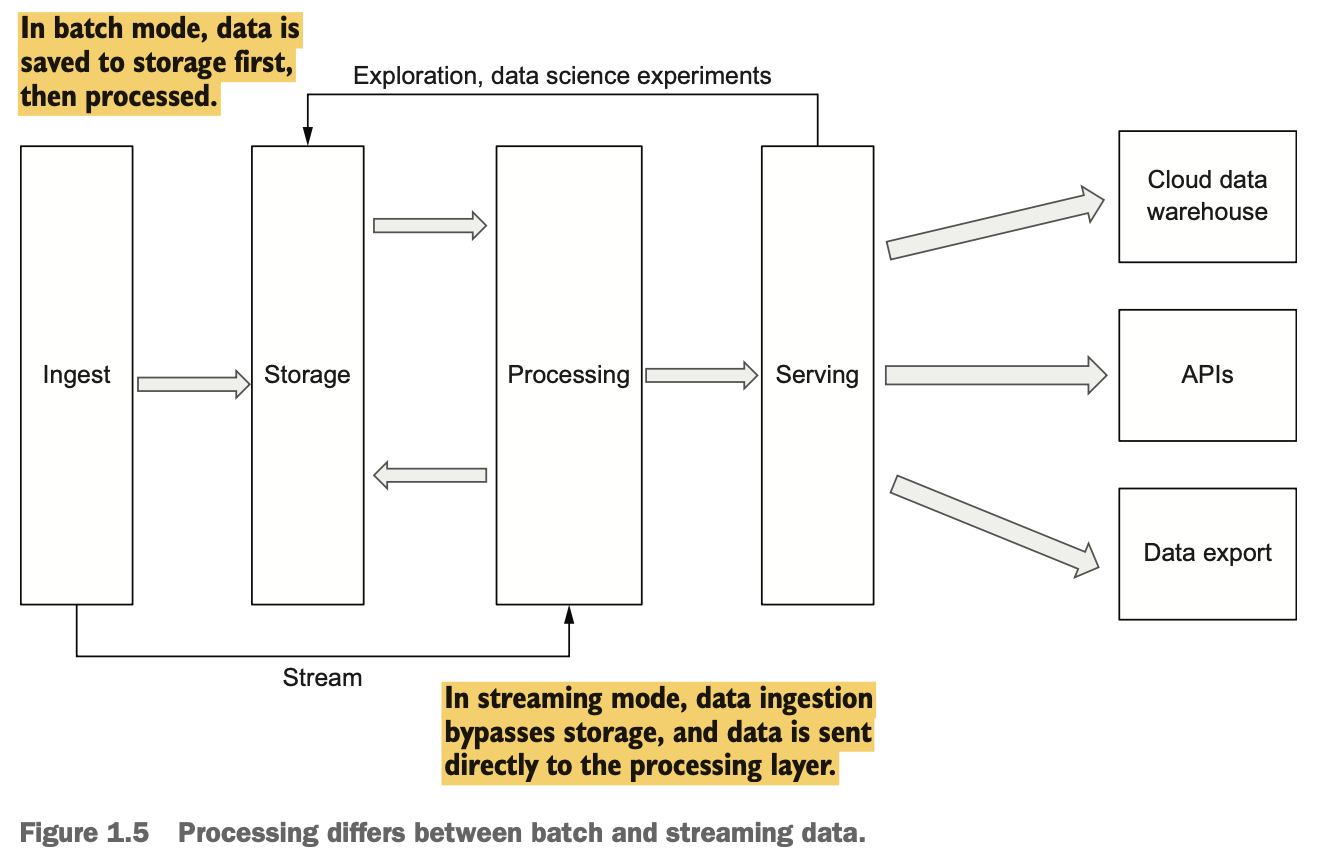 In batch mode, data is
saved to storage first,
then processed.
Exploration, data science experiments
Ingest
Storage
Processing
Serving
Cloud data
warehouse
APIs
Data export
Stream
In streaming mode, data ingestion
bypasses storage, and data is sent
directly to the processing layer.
Figure 1.5 Processing differs between batch and streaming data.